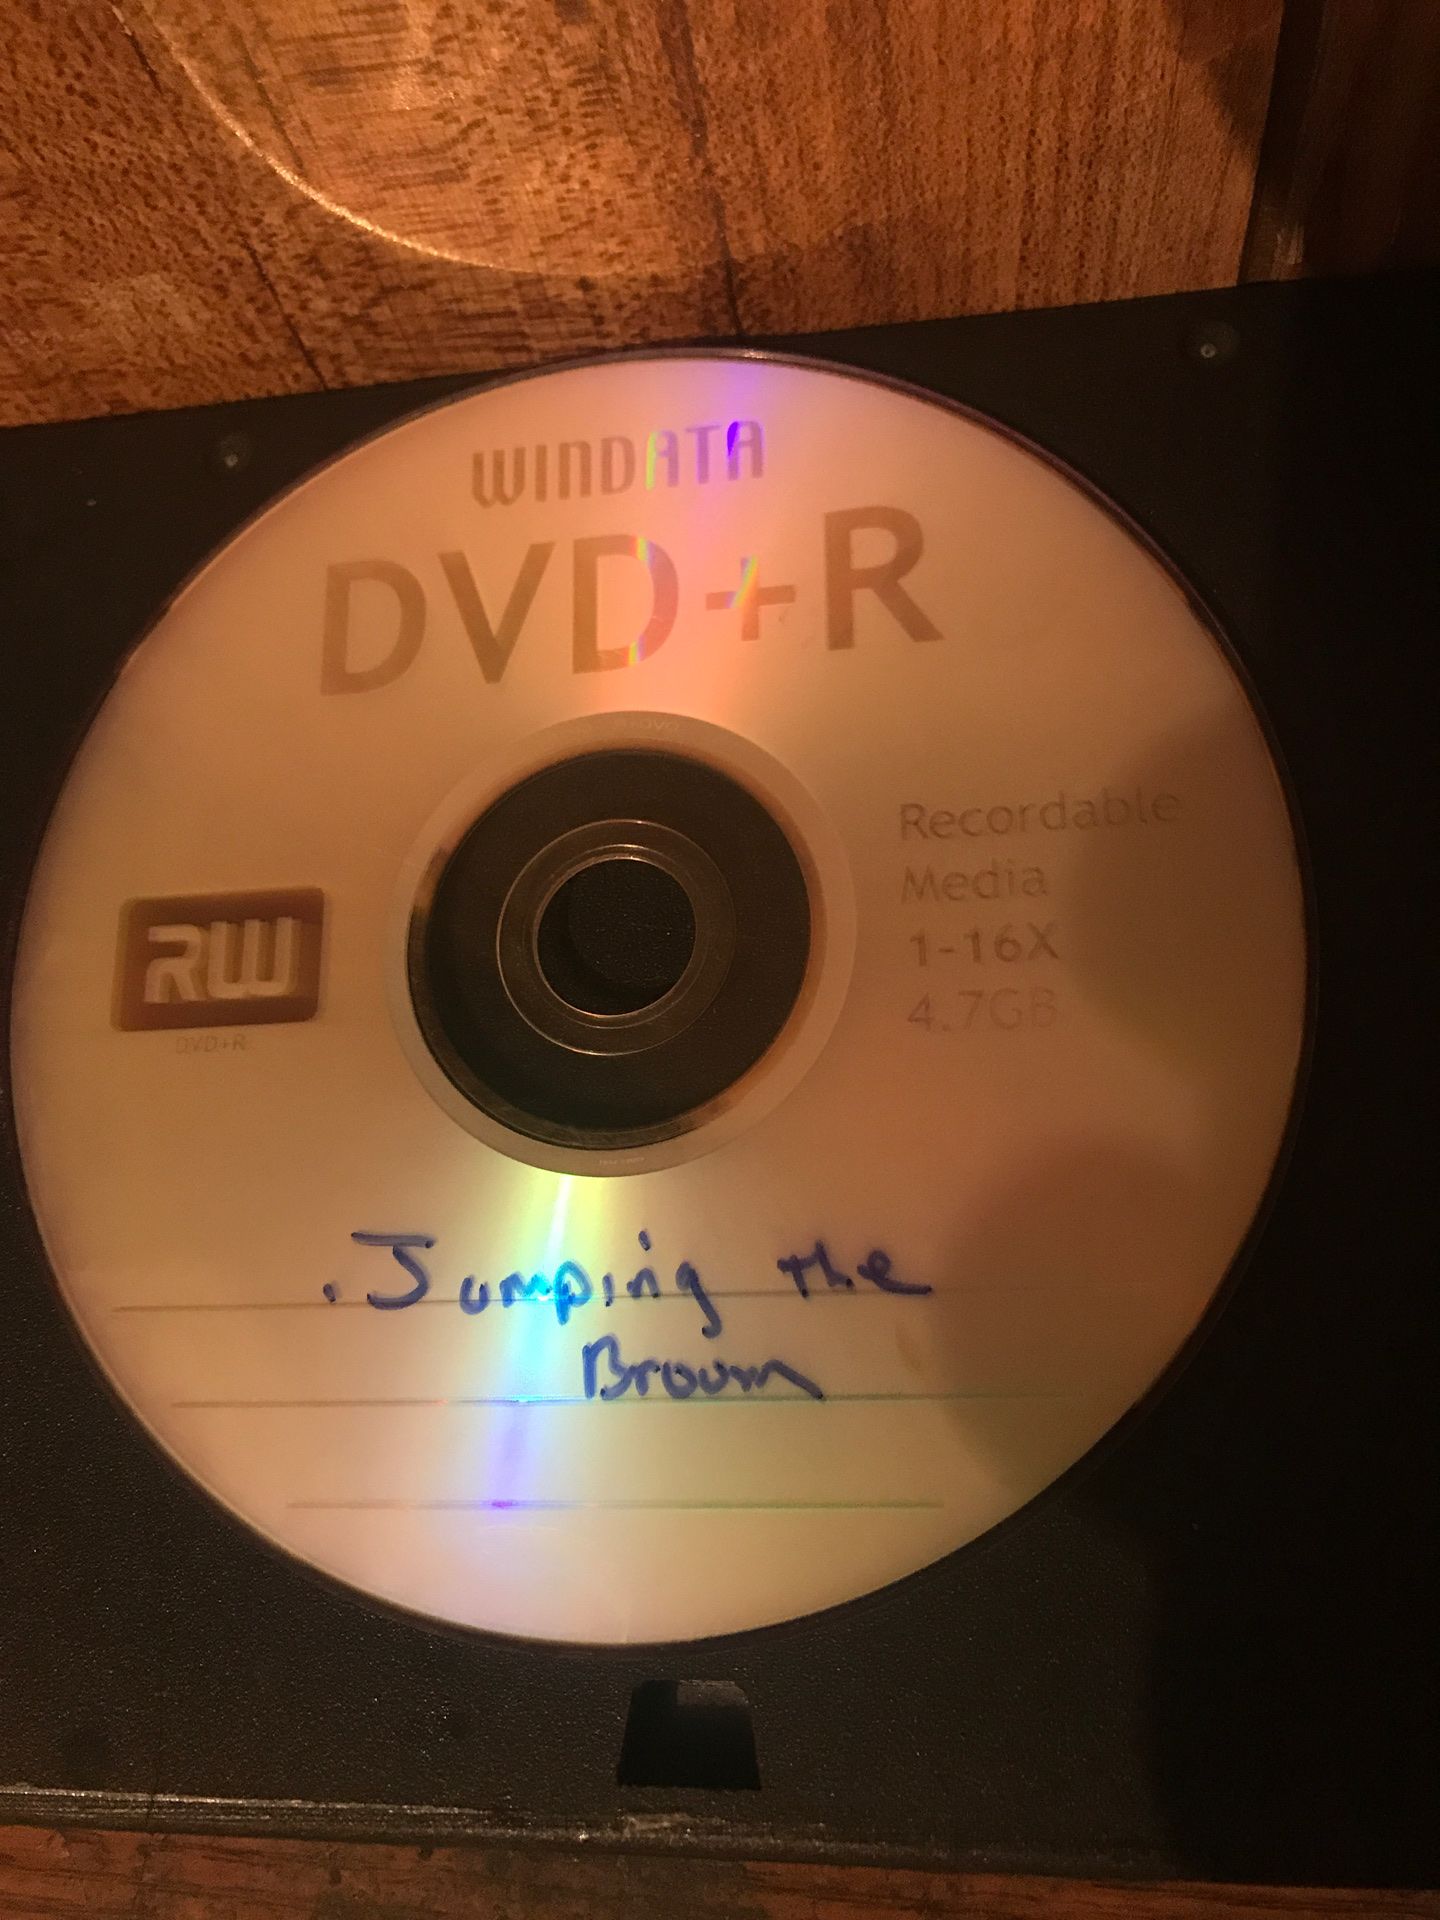 WINDATA
DVD+R
Recordable
Media
1-16X
4.7GB
RW
DVD+R
. Jumping the
Broom